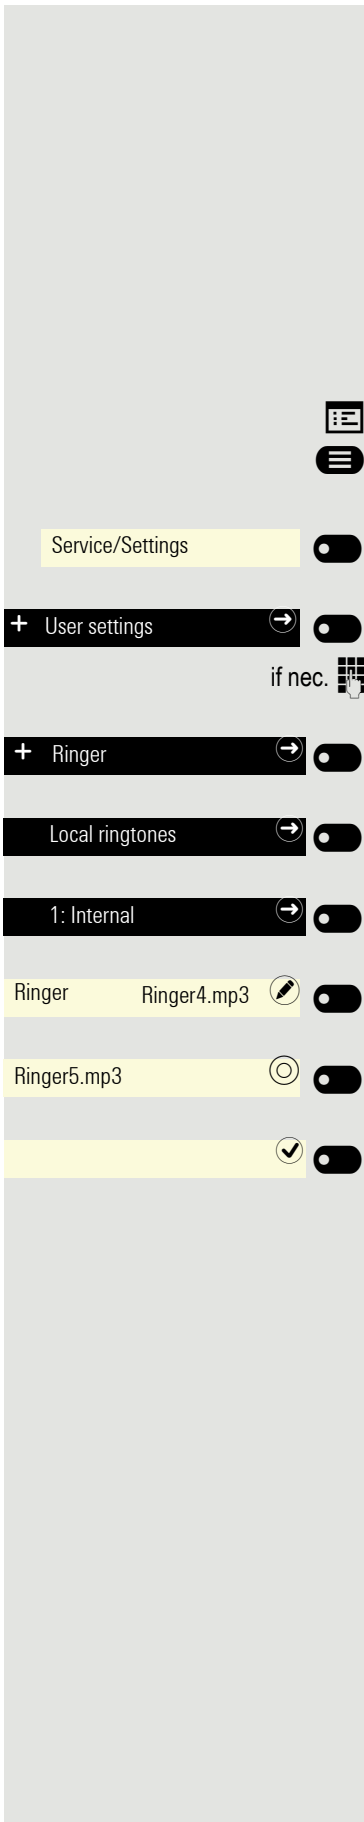 Service/Settings
+ User settings
if nec.
+ Ringer
Local ringtones
1: Internal
Ringer Ringer4.mp3
Ringer5.mp3